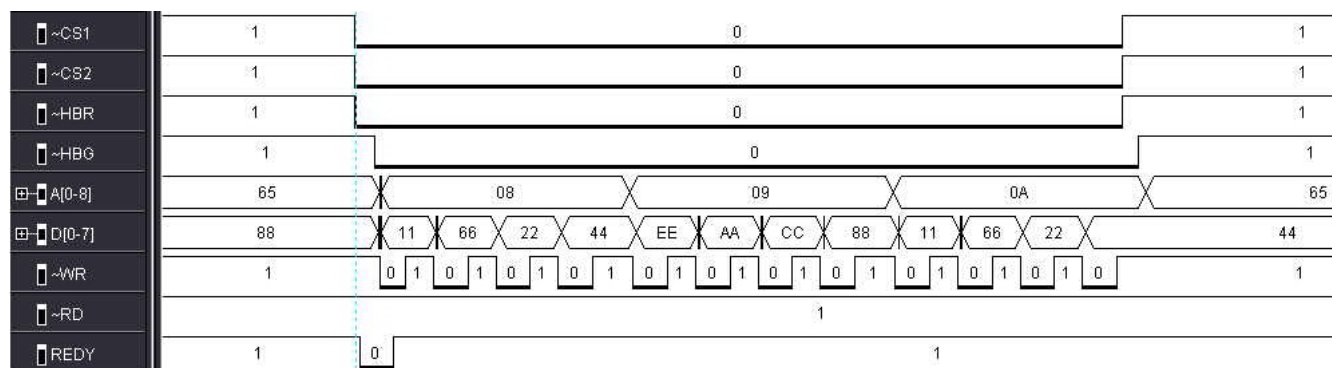 ~CS1 1 0 1
~CS2 1 0 1
~HBR 1 0 1
~HBG 1 0 1
A[0-8] 65 08 09 0A 65
D[0-7] 88 11 66 22 44 EE AA CC 88 11 66 22 44
~WR 1 0 1 0 1 0 1 0 1 0 1 0 1 0 1 0 1 0 1 0 1 0 1 0 1
~RD 1
REDY 1 0 1